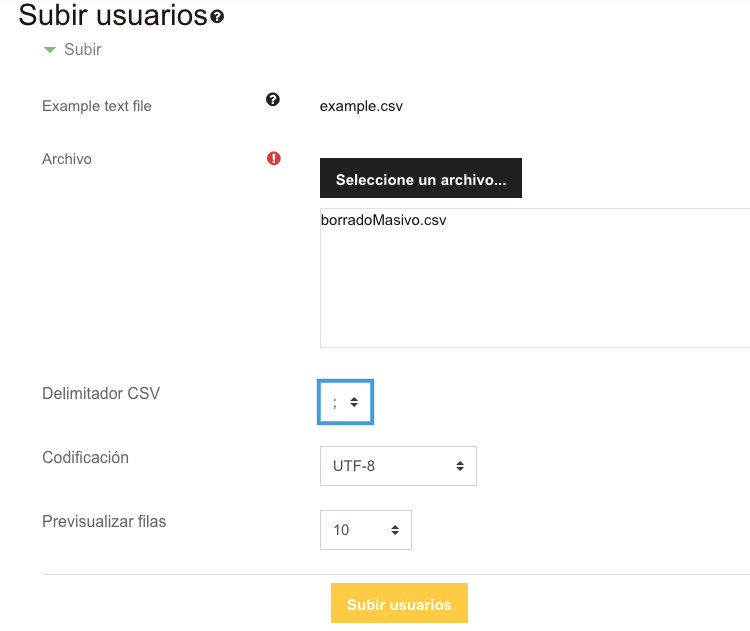 Subir usuarios
Subir
Example text file
example.csv
Archivo
Seleccione un archivo...
borradoMasivo.csv
Delimitador CSV
;
Codificación
UTF-8
Previsualizar filas
10
Subir usuarios